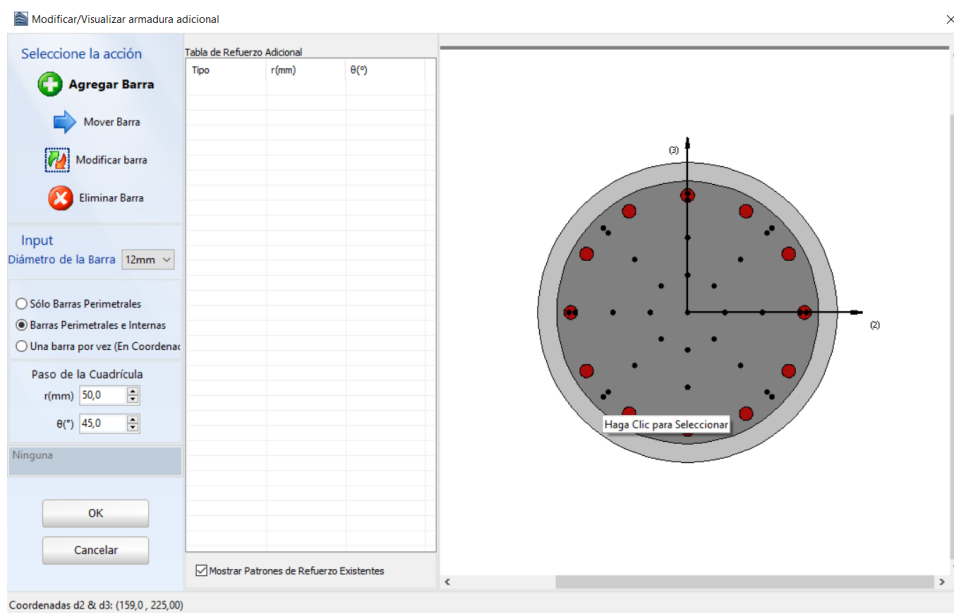 Modificar/Visualizar armadura adicional
Seleccione la acción
Agregar Barra
Mover Barra
Modificar barra
Eliminar Barra
Input
Diámetro de la Barra 12mm
Sólo Barras Perimetrales
Barras Perimetrales e Internas
Una barra por vez (En Coordenac
Paso de la Cuadrícula
r(mm) 50,0
θ(°) 45,0
Ninguna
OK
Cancelar
Tabla de Refuerzo Adicional
Tipo r(mm) θ(°)
Mostrar Patrones de Refuerzo Existentes
(3)
(2)
Haga Clic para Seleccionar
Coordenadas d2 & d3: (159,0 , 225,00)